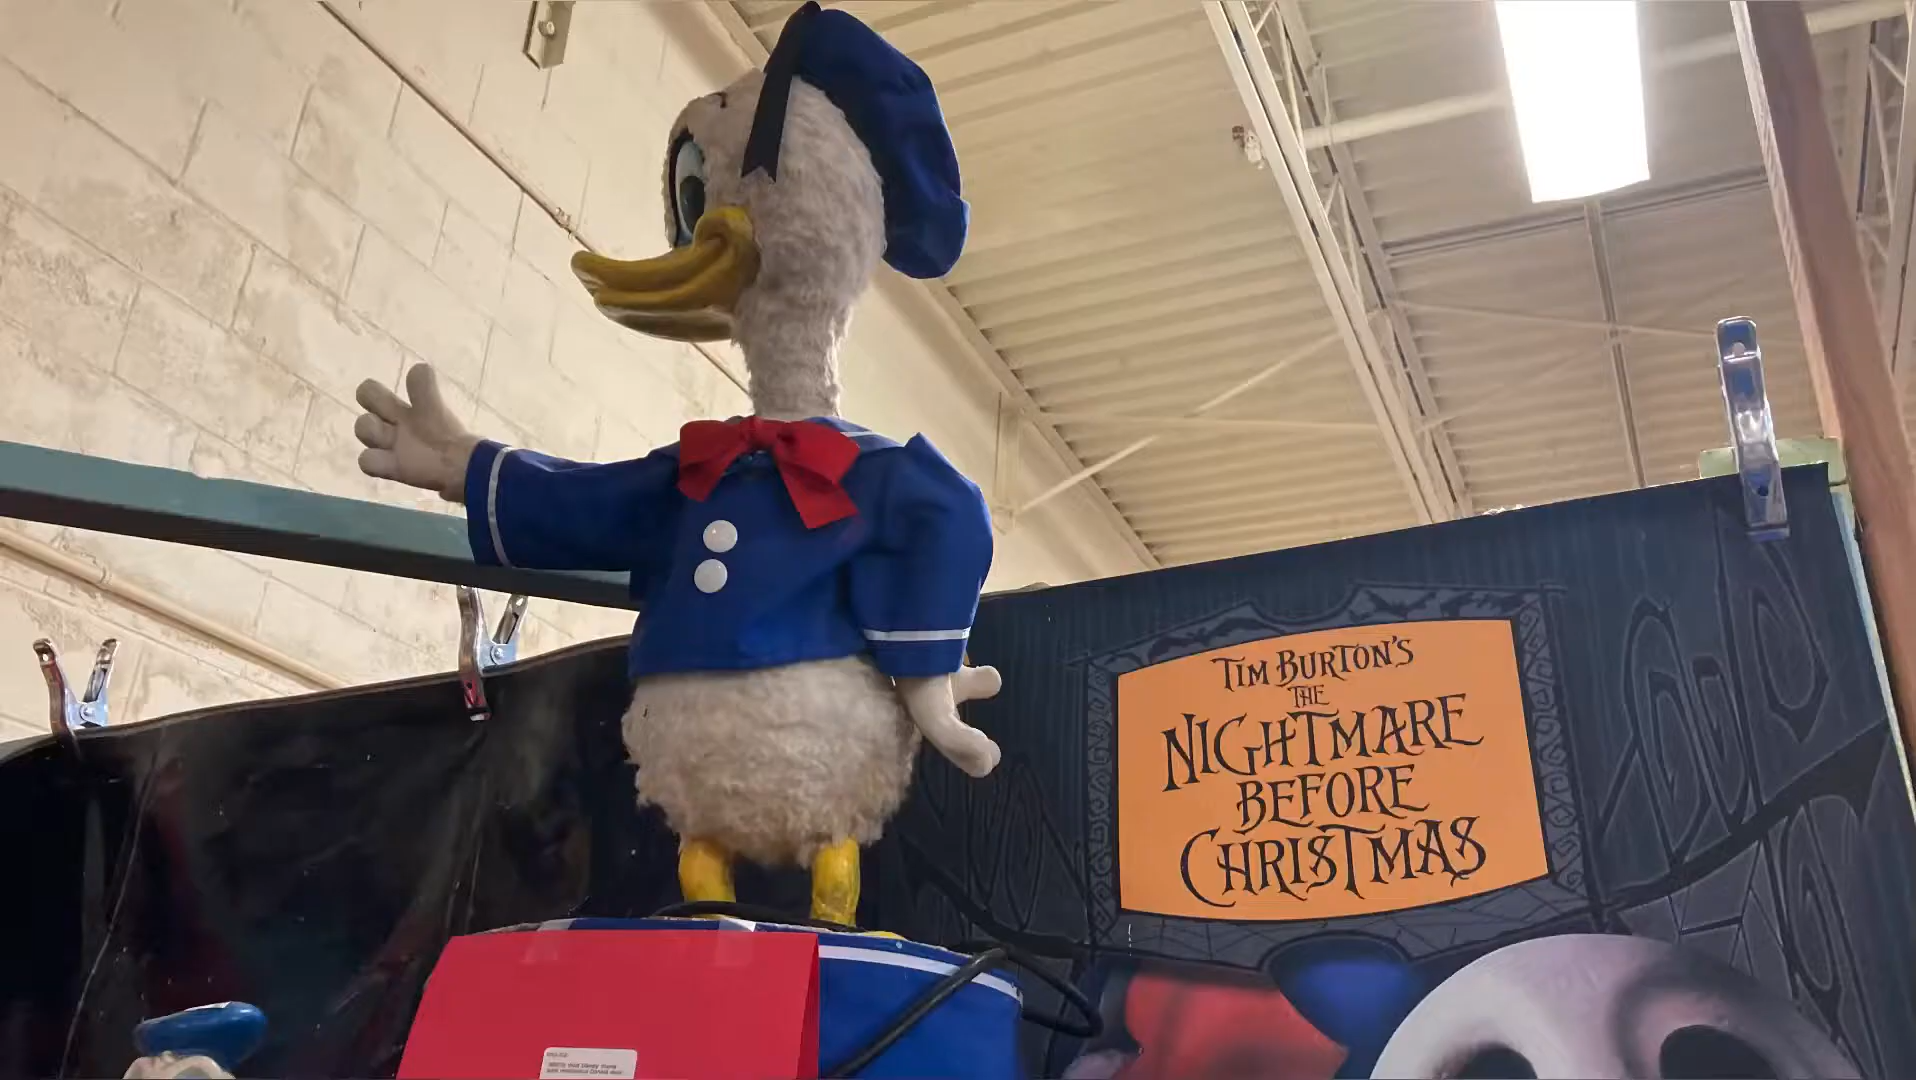 TIM BURTON'S
THE
NIGHTMARE
BEFORE
CHRISTMAS